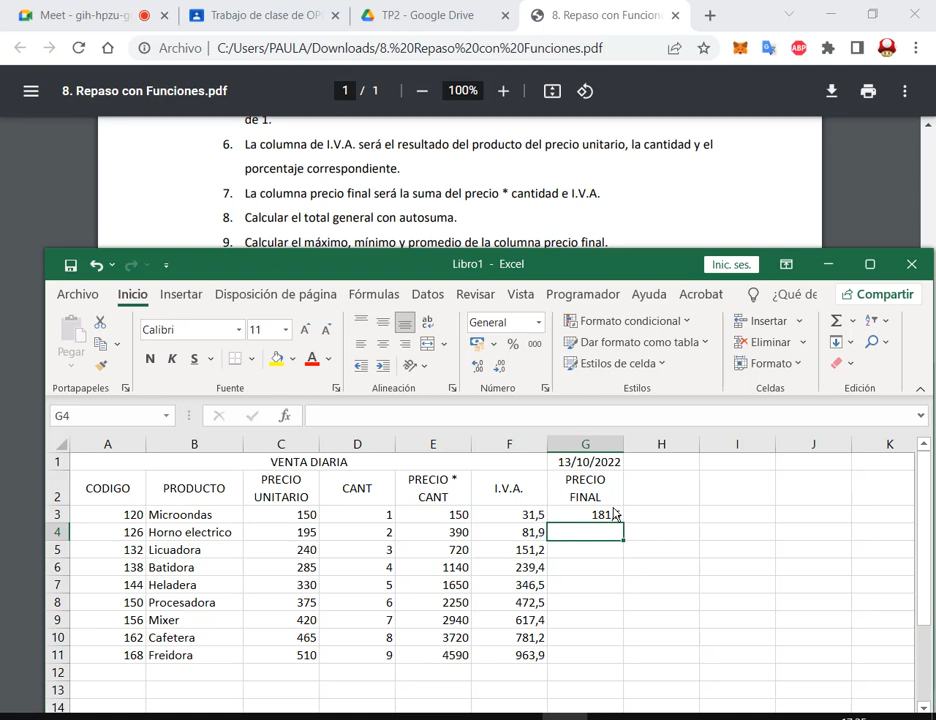 Meet - gih-hpzu-g
Trabajo de clase de OP
TP2 - Google Drive
8. Repaso con Funcion
Archivo C:/Users/PAULA/Downloads/8.%20Repaso%20con%20Funciones.pdf
ABP
8. Repaso con Funciones.pdf
1 / 1
100%
de 1.
6. La columna de I.V.A. será el resultado del producto del precio unitario, la cantidad y el
porcentaje correspondiente.
7. La columna precio final será la suma del precio * cantidad e I.V.A.
8. Calcular el total general con autosuma.
9. Calcular el máximo, mínimo y promedio de la columna precio final.
Libro1 - Excel
Inic. ses.
Archivo Inicio Insertar Disposición de página Fórmulas Datos Revisar Vista Programador Ayuda Acrobat ¿Qué de Compartir
Pegar
Calibri 11
N K S
General
% 000
Formato condicional
Dar formato como tabla
Estilos de celda
Insertar
Eliminar
Formato
Portapapeles Fuente Alineación Número Estilos Celdas Edición
G4 fx
A B C D E F G H I J K
1 VENTA DIARIA 13/10/2022
2 CODIGO PRODUCTO PRECIO UNITARIO CANT PRECIO * CANT I.V.A. PRECIO FINAL
3 120 Microondas 150 1 150 31,5
4 126 Horno electrico 195 2 390 81,9
5 132 Licuadora 240 3 720 151,2
6 138 Batidora 285 4 1140 239,4
7 144 Heladera 330 5 1650 346,5
8 150 Procesadora 375 6 2250 472,5
9 156 Mixer 420 7 2940 617,4
10 162 Cafetera 465 8 3720 781,2
11 168 Freidora 510 9 4590 963,9
12
13
14